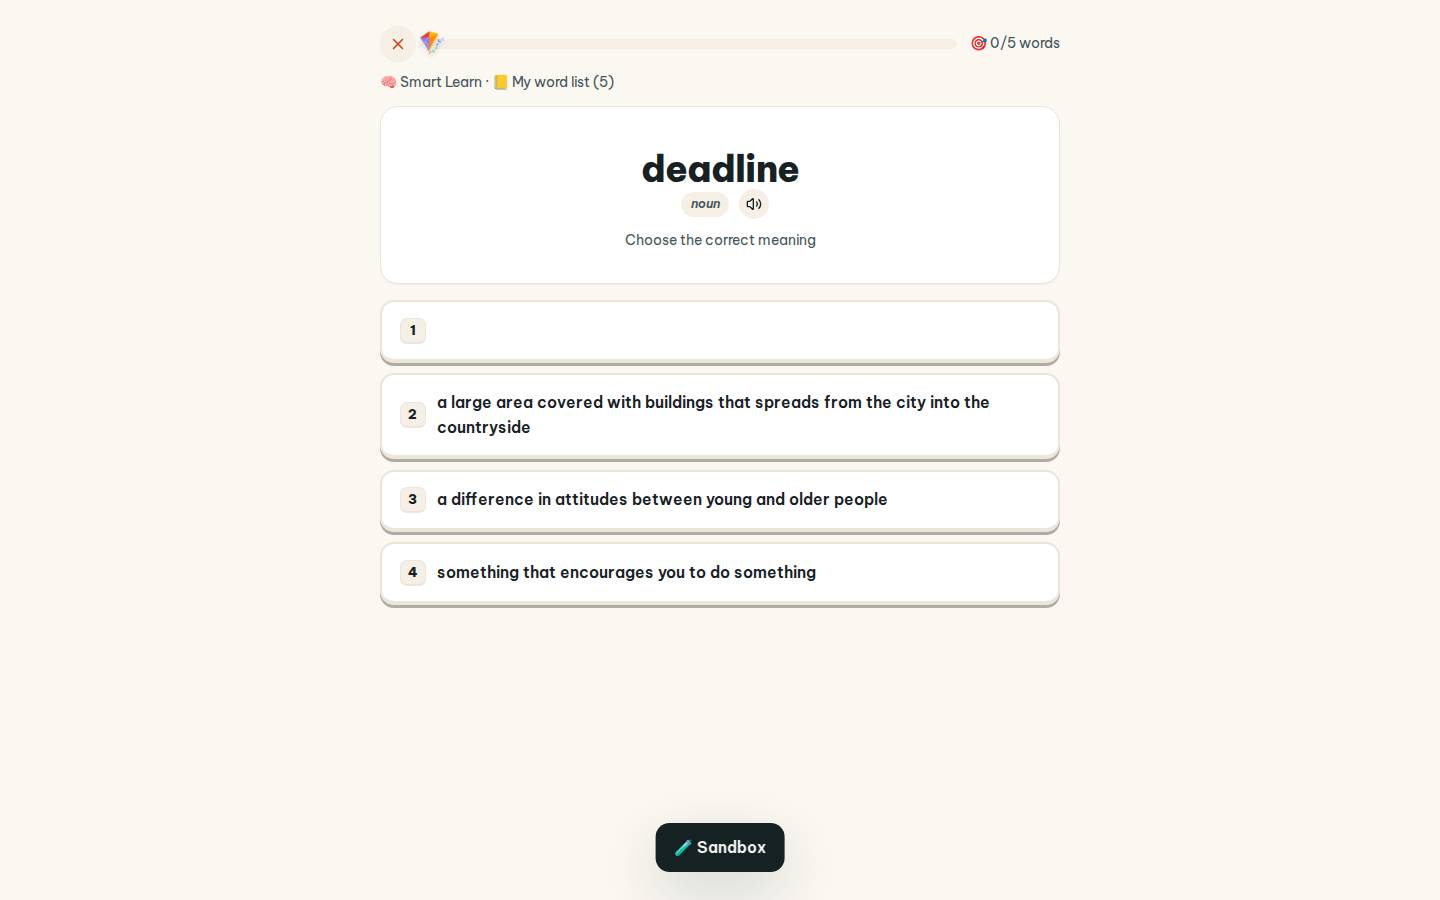 0/5 words
Smart Learn · My word list (5)
deadline
noun
Choose the correct meaning
1
2
a large area covered with buildings that spreads from the city into the
countryside
3
a difference in attitudes between young and older people
4
something that encourages you to do something
Sandbox